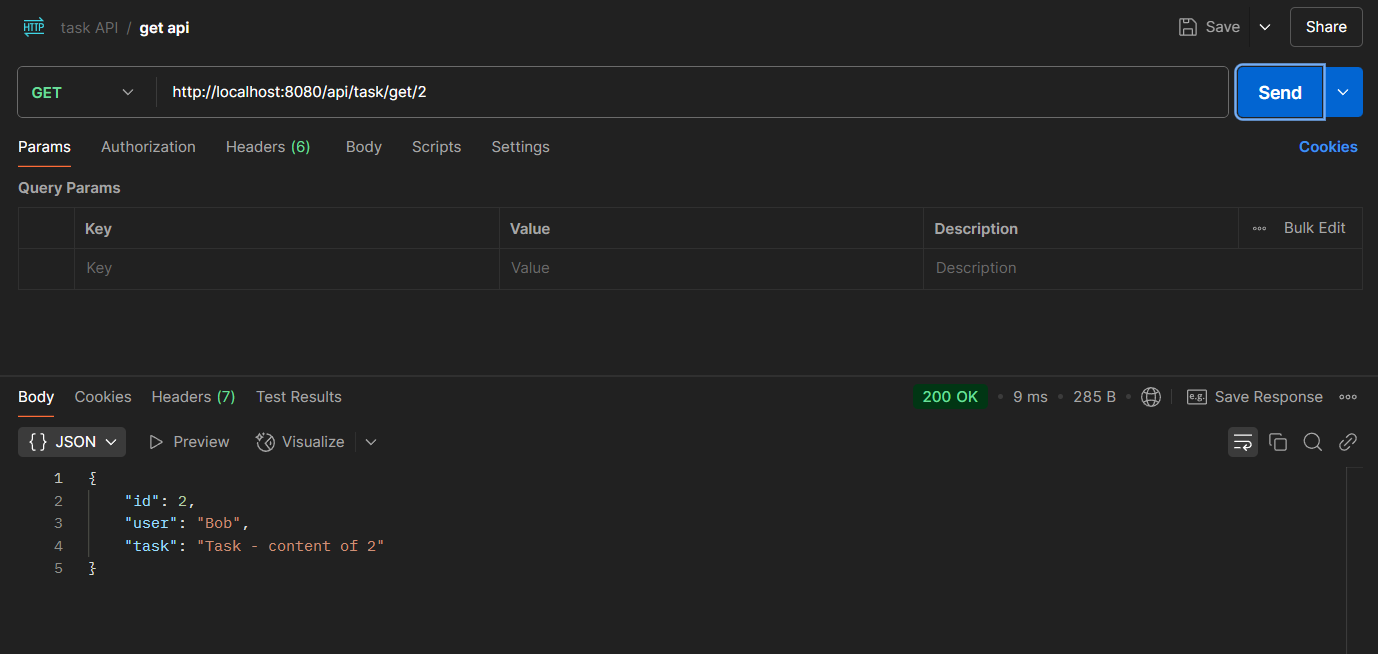 HTTP task API / get api Save Share
GET http://localhost:8080/api/task/get/2 Send
Params Authorization Headers (6) Body Scripts Settings Cookies
Query Params
Key Value Description Bulk Edit
Key Value Description
Body Cookies Headers (7) Test Results 200 OK 9 ms 285 B e.g. Save Response
{} JSON Preview Visualize
1 {
2 "id": 2,
3 "user": "Bob",
4 "task": "Task - content of 2"
5 }